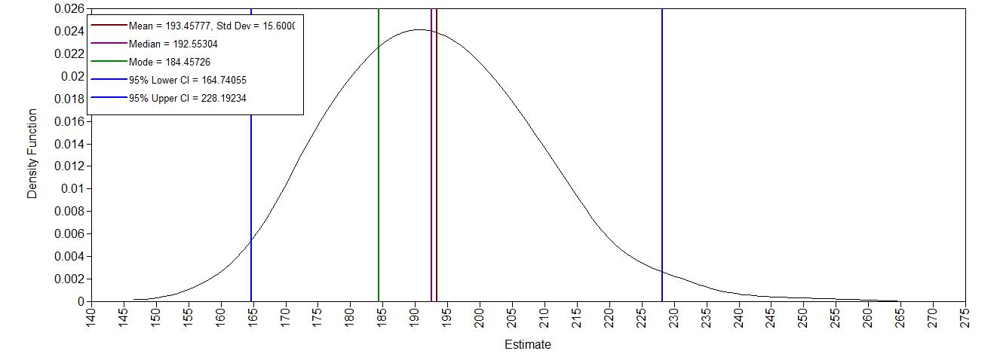 0.026
0.024
0.022
0.02
0.018
0.016
0.014
0.012
0.01
0.008
0.006
0.004
0.002
0
Density Function
Mean = 193.45777, Std Dev = 15.6000
Median = 192.55304
Mode = 184.45726
95% Lower CI = 164.74055
95% Upper CI = 228.19234
140 145 150 155 160 165 170 175 180 185 190 195 200 205 210 215 220 225 230 235 240 245 250 255 260 265 270 275
Estimate